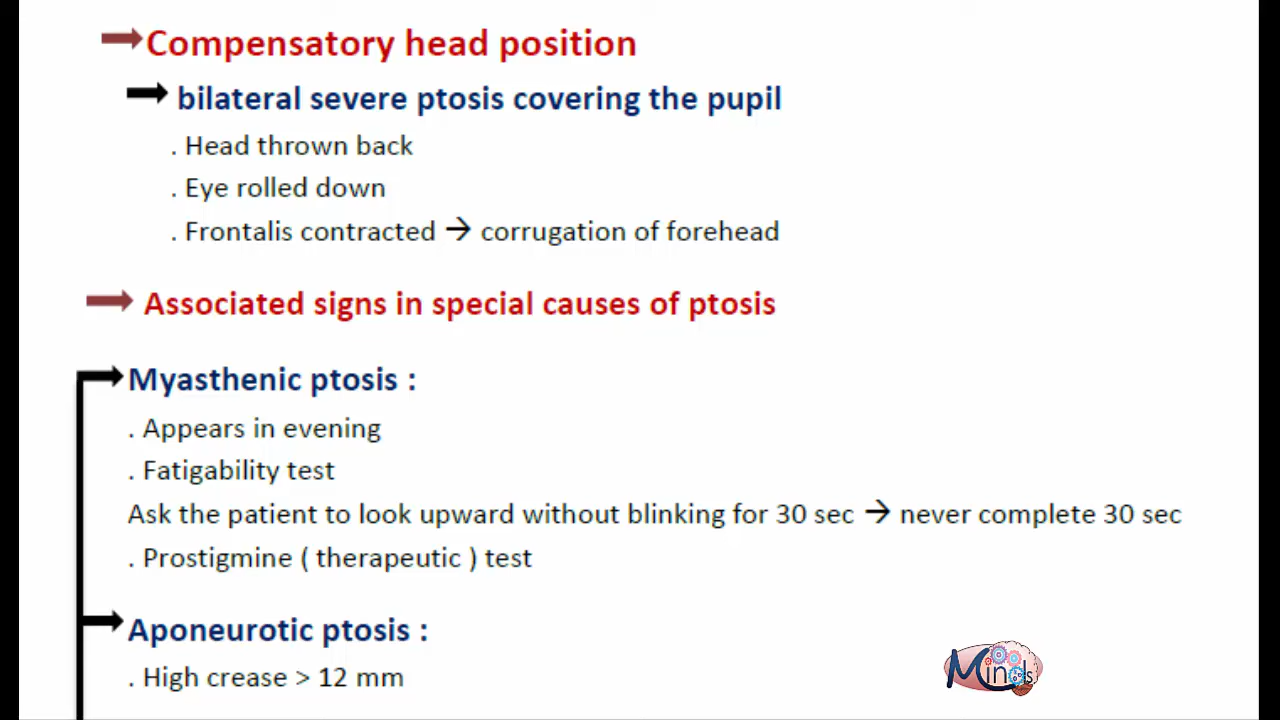 Compensatory head position
bilateral severe ptosis covering the pupil
. Head thrown back
. Eye rolled down
. Frontalis contracted → corrugation of forehead
Associated signs in special causes of ptosis
Myasthenic ptosis :
. Appears in evening
. Fatigability test
Ask the patient to look upward without blinking for 30 sec → never complete 30 sec
. Prostigmine ( therapeutic ) test
Aponeurotic ptosis :
. High crease > 12 mm
Minds